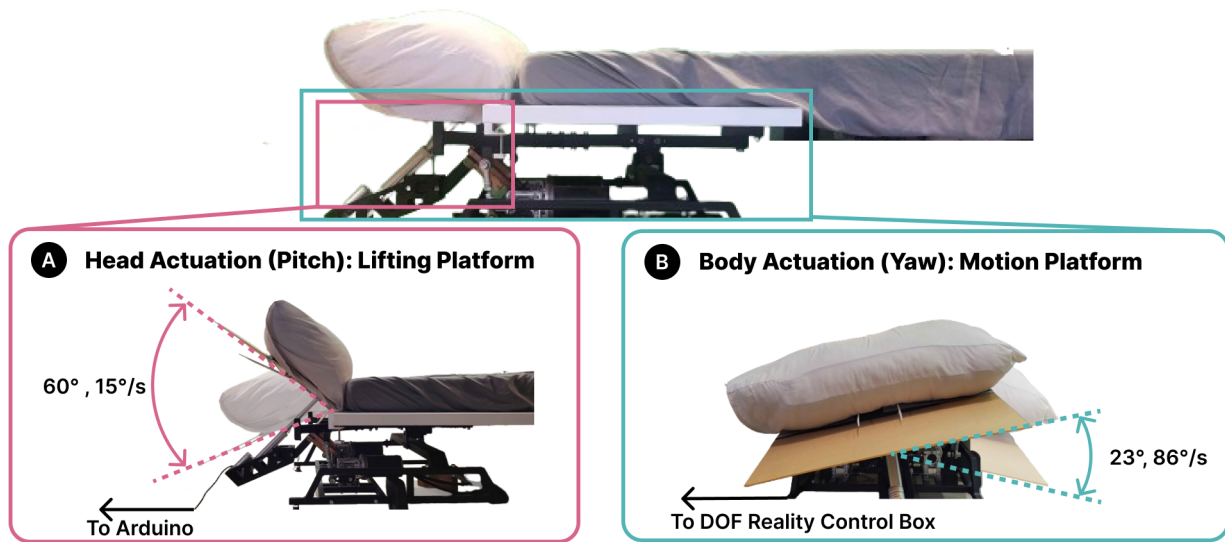 A Head Actuation (Pitch): Lifting Platform
60° , 15°/s
To Arduino
B Body Actuation (Yaw): Motion Platform
23°, 86°/s
To DOF Reality Control Box